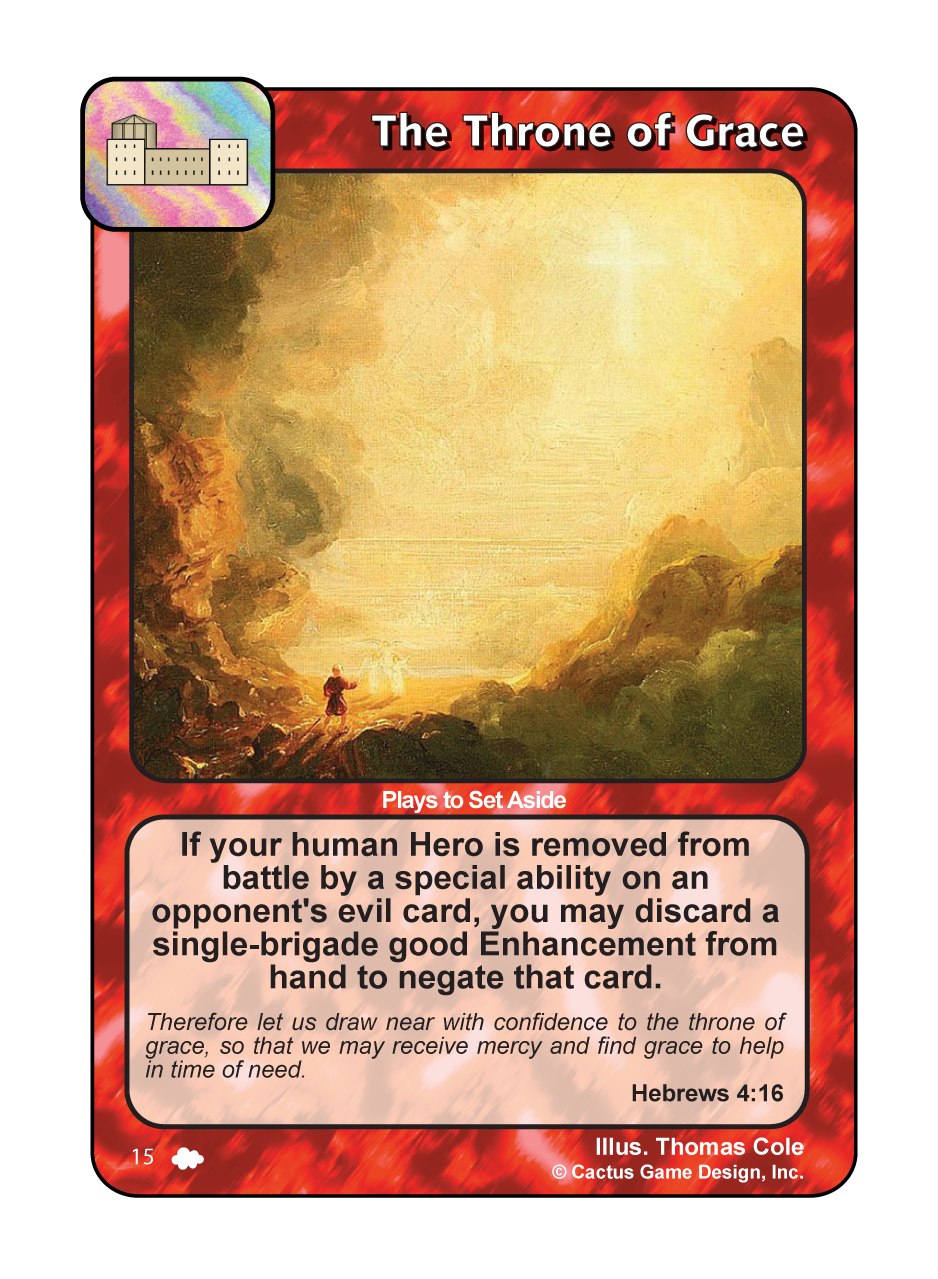 The Throne of Grace
Plays to Set Aside
If your human Hero is removed from
battle by a special ability on an
opponent's evil card, you may discard a
single-brigade good Enhancement from
hand to negate that card.
Therefore let us draw near with confidence to the throne of
grace, so that we may receive mercy and find grace to help
in time of need.
Hebrews 4:16
15
Illus. Thomas Cole
© Cactus Game Design, Inc.